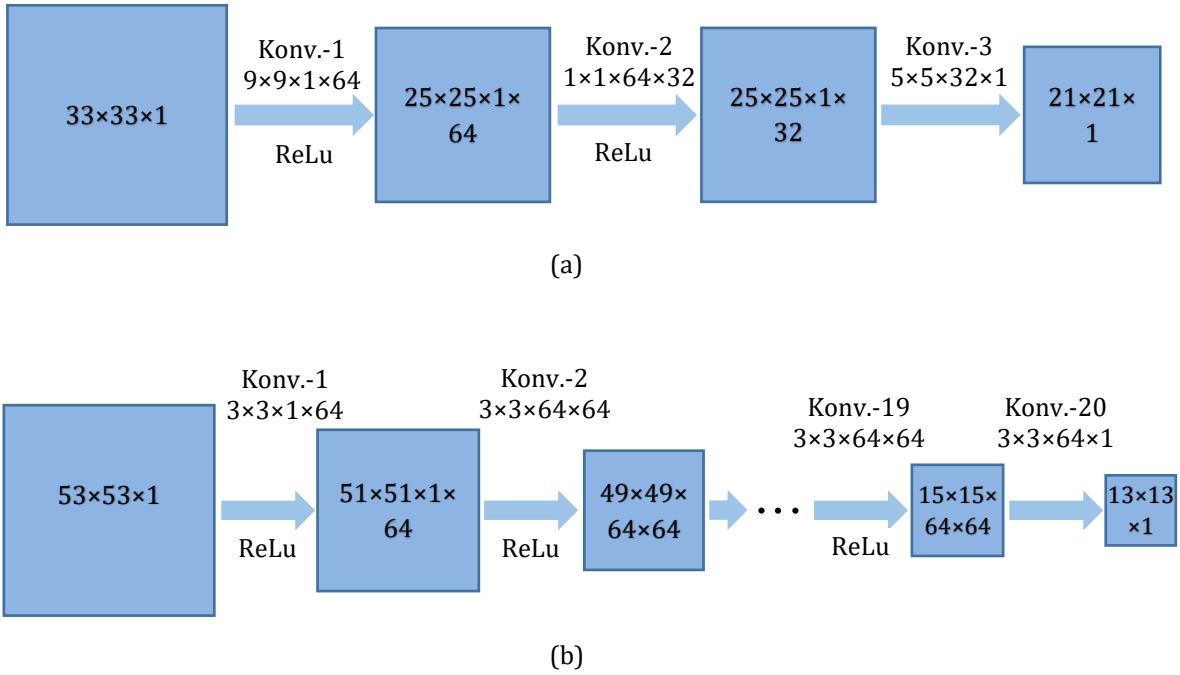 33×33×1
Konv.-1
9×9×1×64
ReLu
25×25×1×
64
Konv.-2
1×1×64×32
ReLu
25×25×1×
32
Konv.-3
5×5×32×1
21×21×
1
(a)
53×53×1
Konv.-1
3×3×1×64
ReLu
51×51×1×
64
Konv.-2
3×3×64×64
ReLu
49×49×
64×64
...
Konv.-19
3×3×64×64
ReLu
15×15×
64×64
Konv.-20
3×3×64×1
13×13
×1
(b)